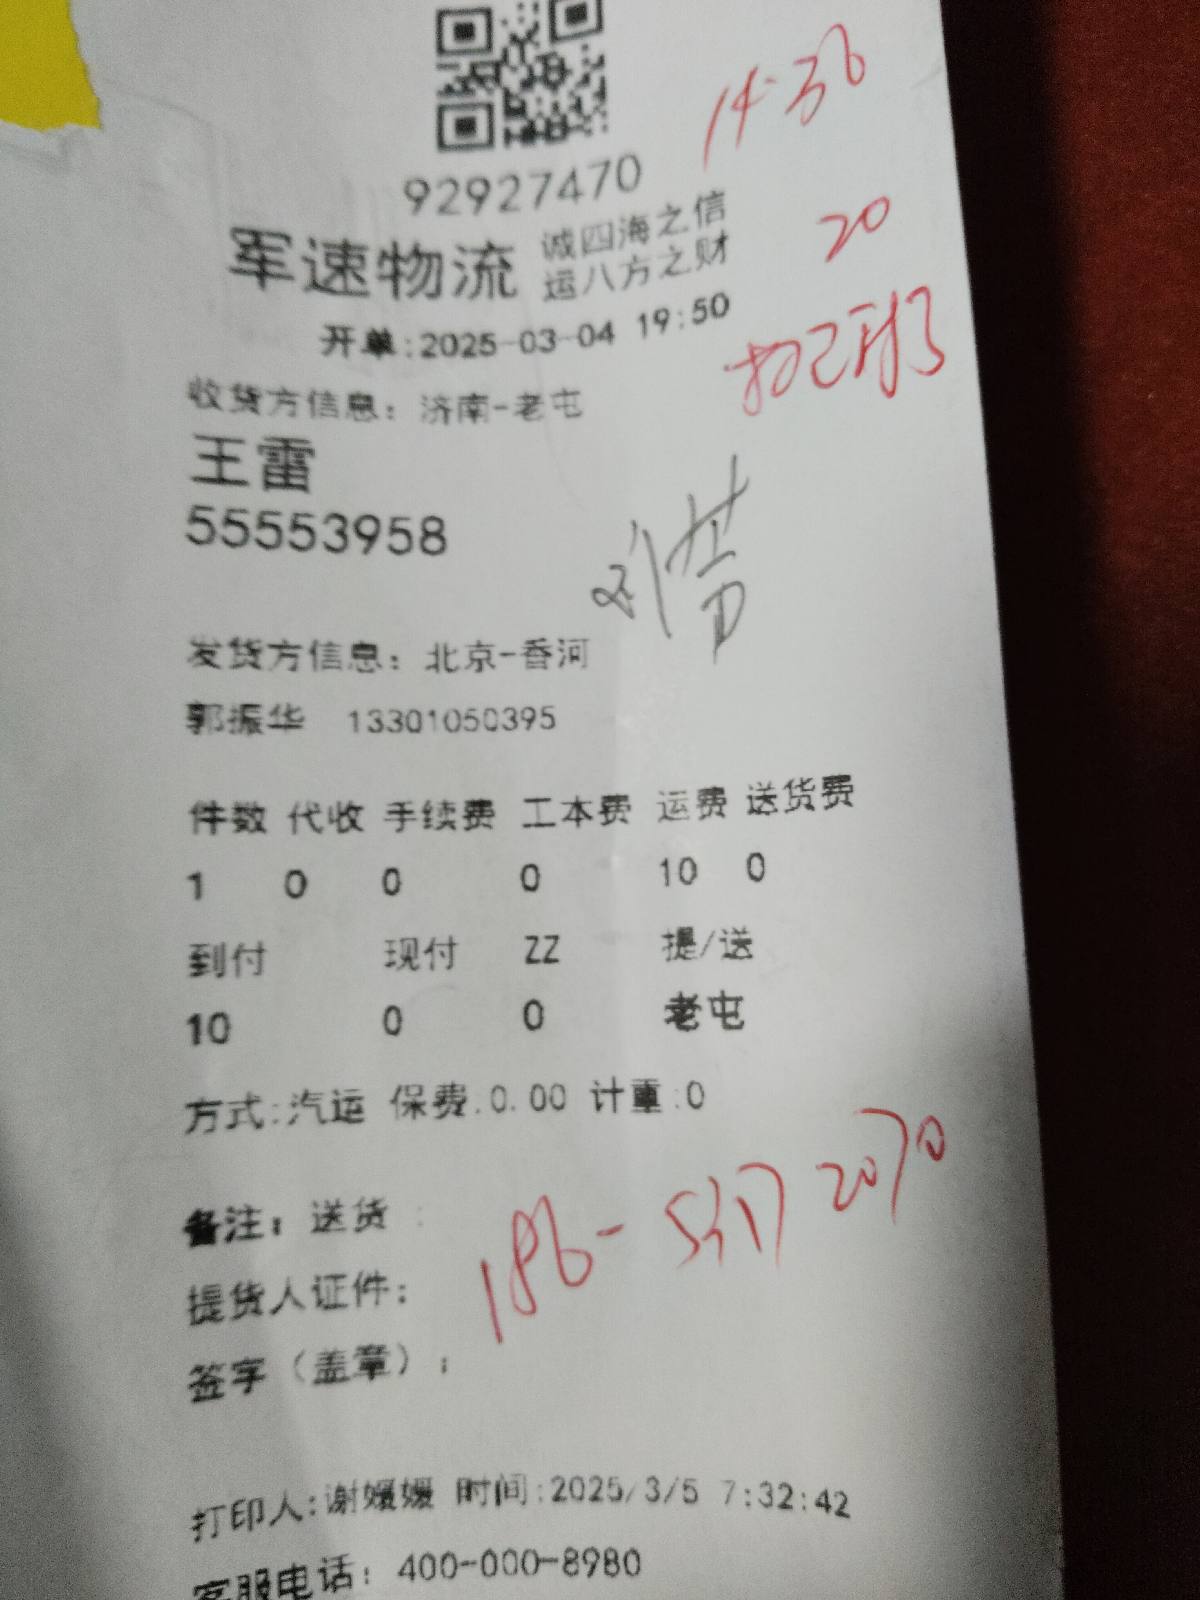 14·36
92927470
军速物流
诚四海之信
运八方之财
20
开单:2025-03-04 19:50
收货方信息：济南-老屯
王雷
55553958
发货方信息：北京-香河
郭振华 13301050395
件数 代收 手续费 工本费 运费 送货费
1 0 0 0 10 0
到付 现付 ZZ 提/送
10 0 0 老屯
方式:汽运 保费:0.00 计重:0
备注：送货：
186- 2070
提货人证件：
签字（盖章）：
打印人:谢媛媛 时间:2025/3/5 7:32:42
客服电话：400-000-8980